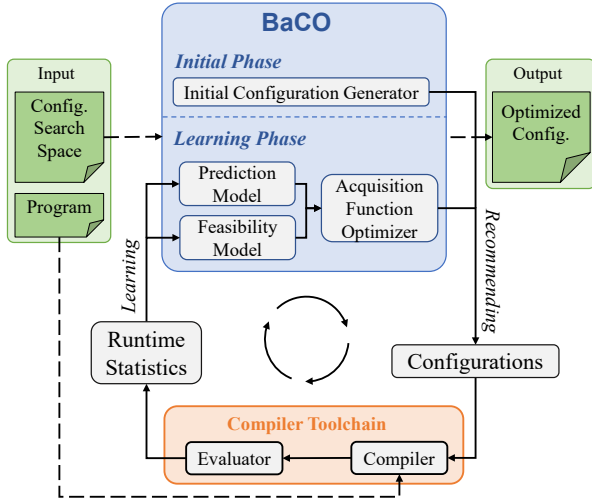 BaCO
Input
Initial Phase
Output
Initial Configuration Generator
Config.
Search
Space
Optimized
Config.
Learning Phase
Prediction
Model
Acquisition
Function
Optimizer
Program
Feasibility
Model
Learning
Recommending
Runtime
Statistics
Configurations
Compiler Toolchain
Evaluator
Compiler